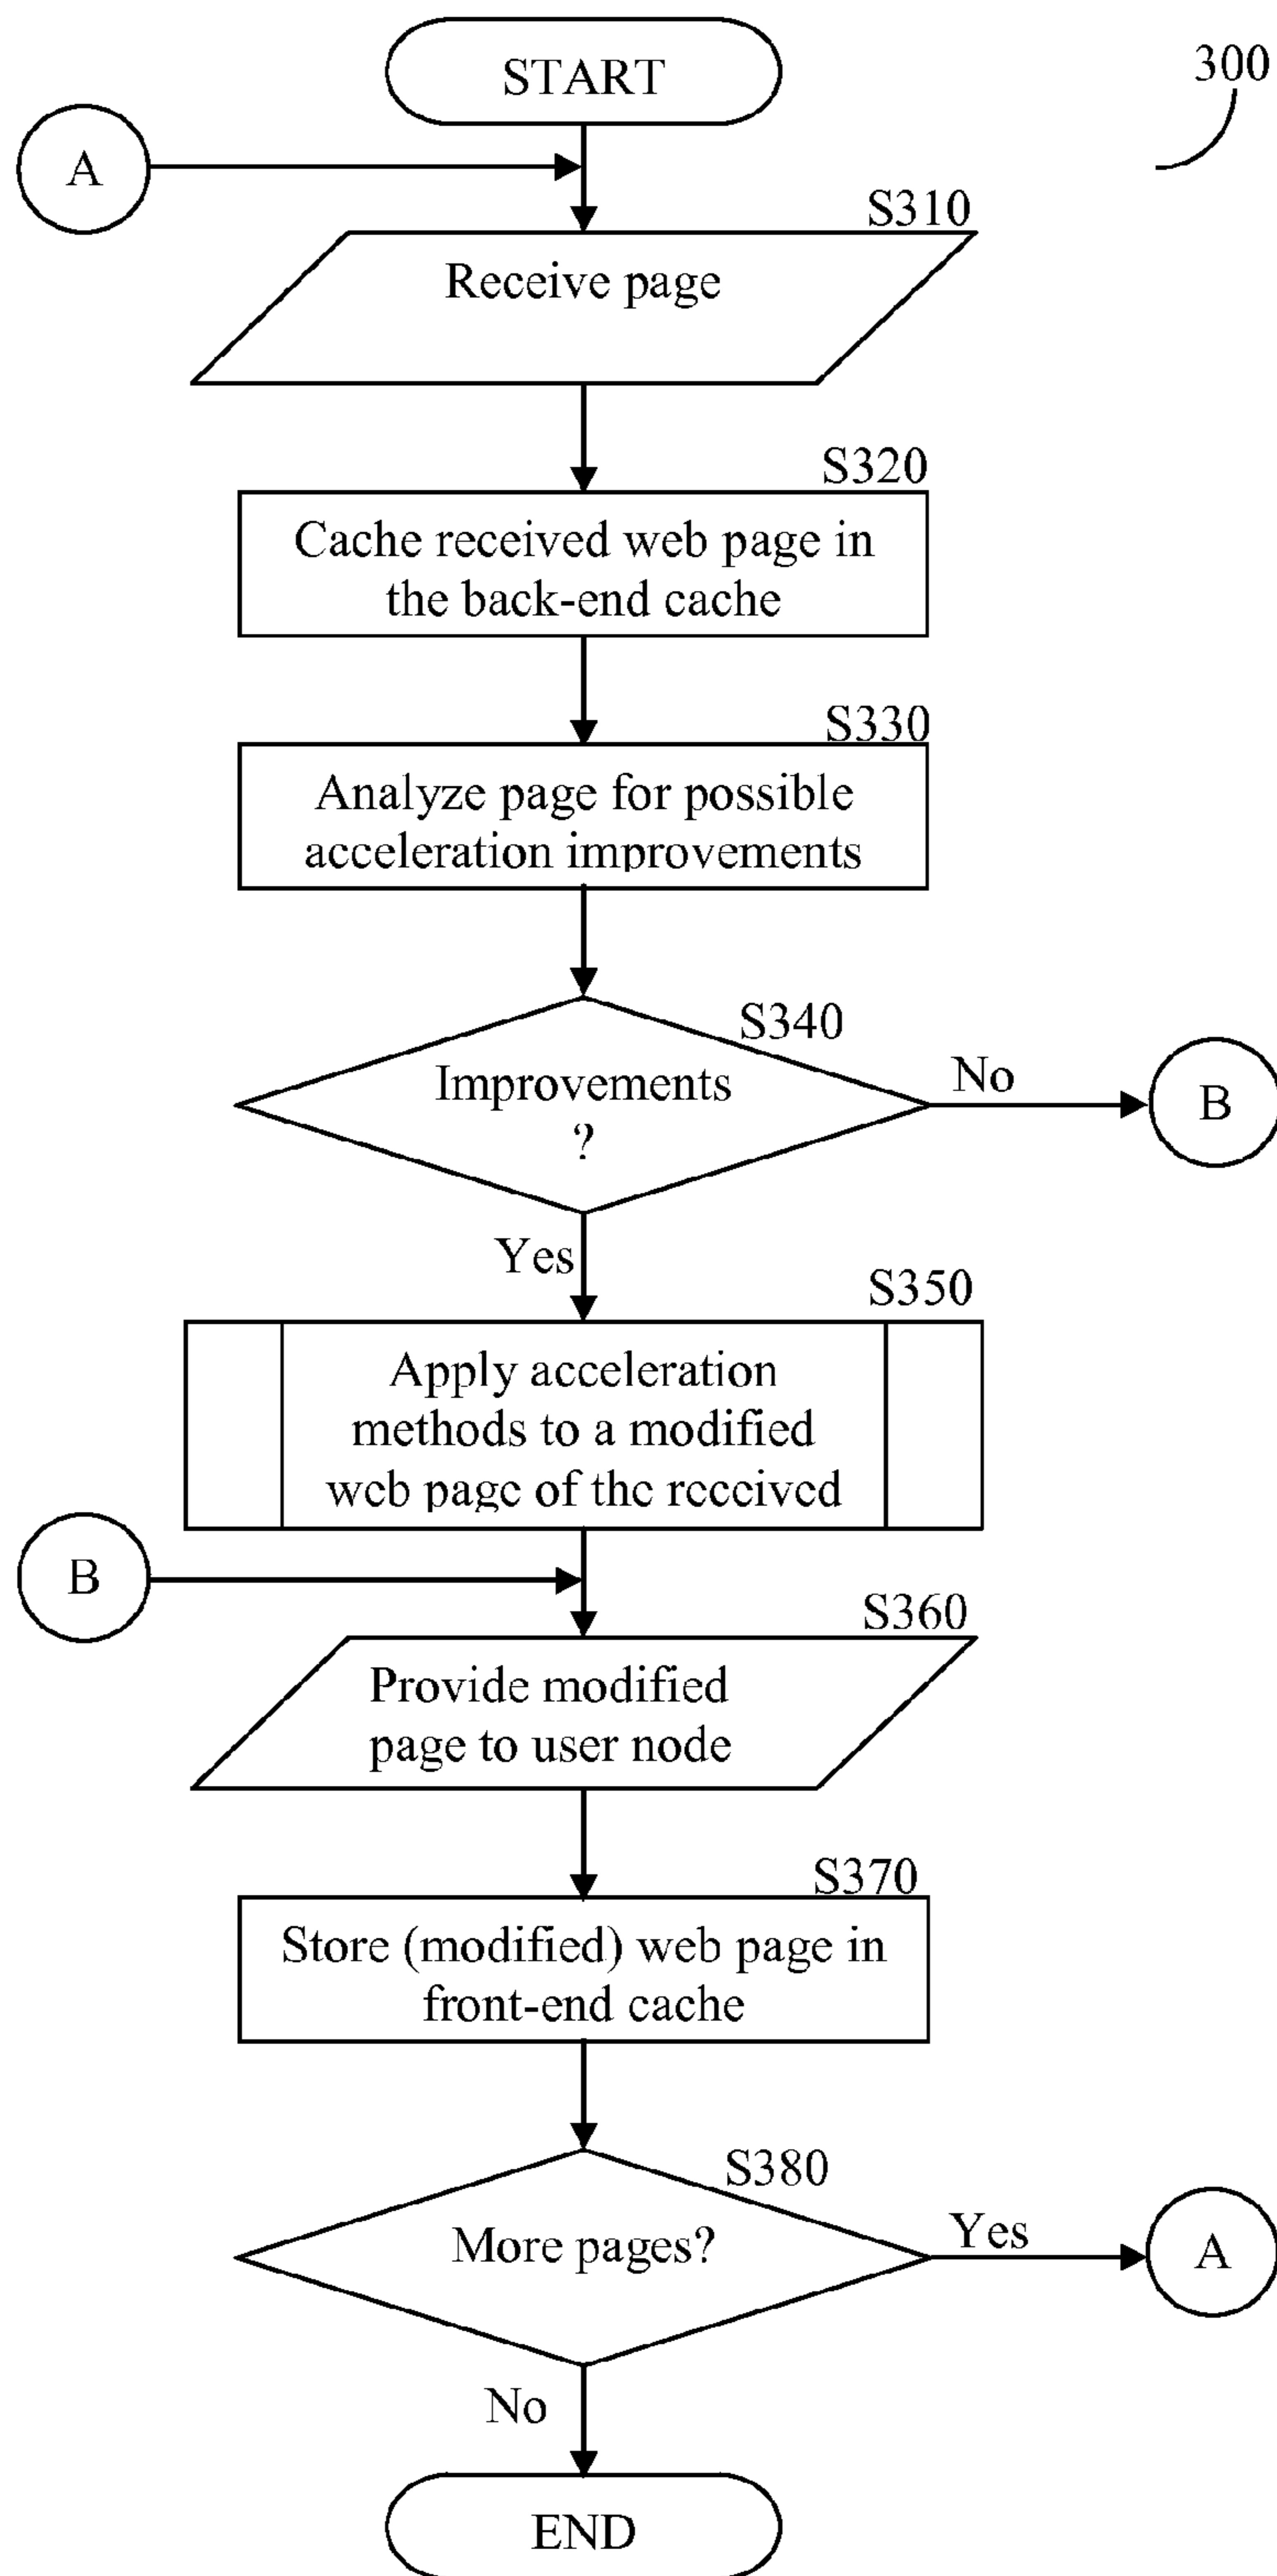 START
300
A
S310
Receive page
S320
Cache received web page in
the back-end cache
S330
Analyze page for possible
acceleration improvements
S340
Improvements
?
No
B
Yes
S350
Apply acceleration
methods to a modified
web page of the received
B
S360
Provide modified
page to user node
S370
Store (modified) web page in
front-end cache
S380
More pages?
Yes
A
No
END